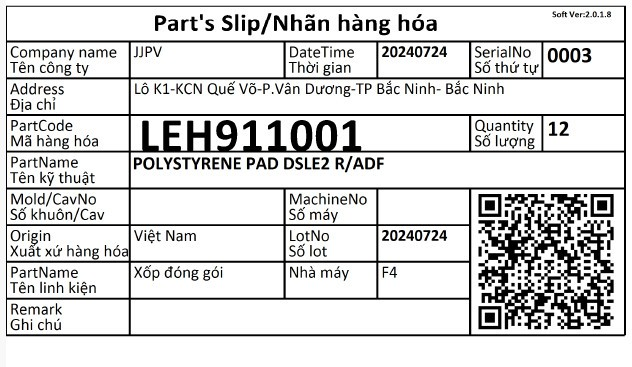 Part's Slip/Nhãn hàng hóa
Soft Ver:2.0.1.8
Company name
Tên công ty
JJPV
DateTime
Thời gian
20240724
SerialNo
Số thứ tự
0003
Address
Địa chỉ
Lô K1-KCN Quế Võ-P.Vân Dương-TP Bắc Ninh- Bắc Ninh
PartCode
Mã hàng hóa
LEH911001
Quantity
Số lượng
12
PartName
Tên kỹ thuật
POLYSTYRENE PAD DSLE2 R/ADF
Mold/CavNo
Số khuôn/Cav
MachineNo
Số máy
Origin
Xuất xứ hàng hóa
Việt Nam
LotNo
Số lot
20240724
PartName
Tên linh kiện
Xốp đóng gói
Nhà máy
F4
Remark
Ghi chú